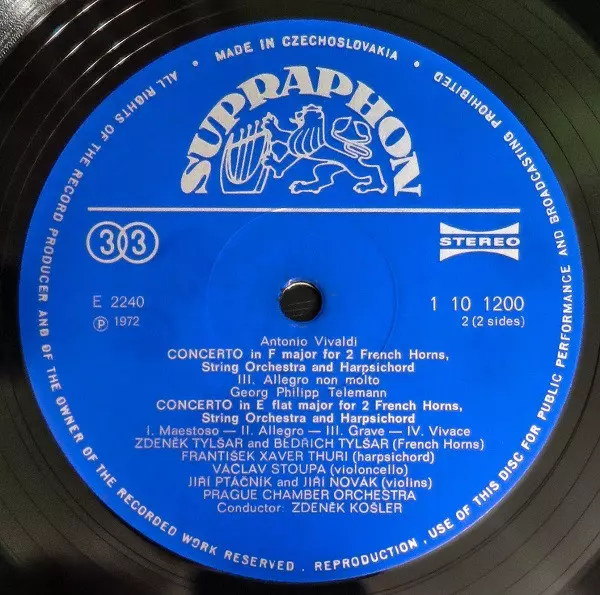 • MADE IN CZECHOSLOVAKIA •
SUPRAPHON
33
STEREO
E 2240
Ⓟ 1972
1 10 1200
2 (2 sides)
Antonio Vivaldi
CONCERTO in F major for 2 French Horns,
String Orchestra and Harpsichord
III. Allegro non molto
Georg Philipp Telemann
CONCERTO in E flat major for 2 French Horns,
String Orchestra and Harpsichord
I. Maestoso — II. Allegro — III. Grave — IV. Vivace
ZDENĚK TYLŠAR and BEDŘICH TYLŠAR (French Horns)
FRANTIŠEK XAVER THURI (harpsichord)
VÁCLAV STOUPA (violoncello)
JIŘÍ PTÁČNÍK and JIŘÍ NOVÁK (violins)
PRAGUE CHAMBER ORCHESTRA
Conductor: ZDENĚK KOŠLER
ALL RIGHTS OF THE RECORD PRODUCER AND OF THE OWNER OF THE RECORDED WORK RESERVED. REPRODUCTION, USE OF THIS DISC FOR PUBLIC PERFORMANCE AND BROADCASTING PROHIBITED